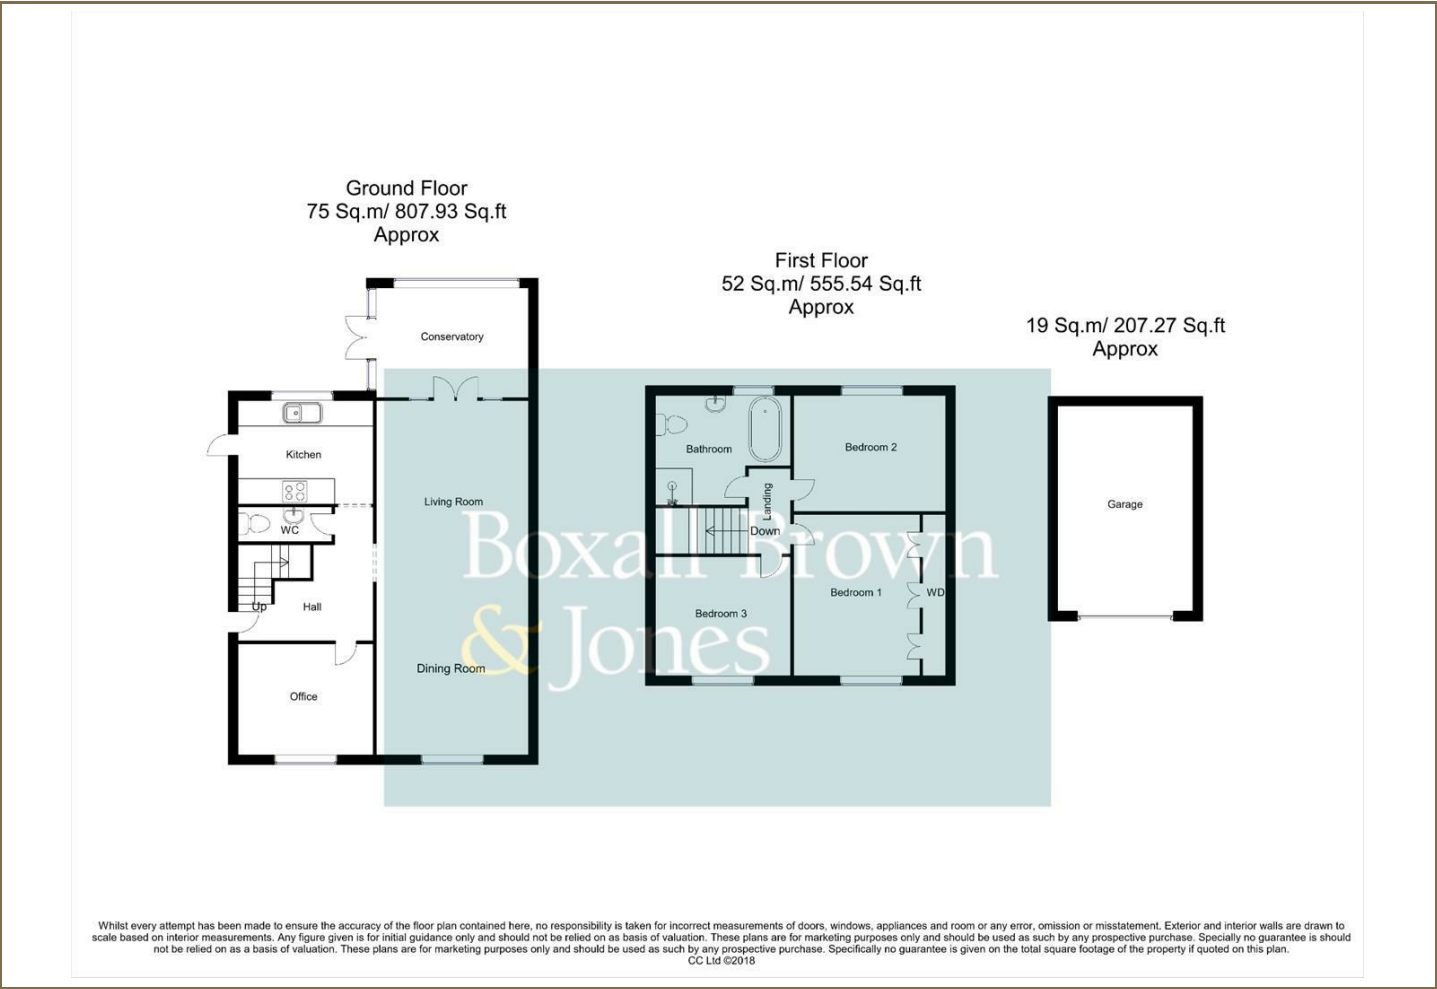 Ground Floor
75 Sq.m/ 807.93 Sq.ft
Approx
First Floor
52 Sq.m/ 555.54 Sq.ft
Approx
19 Sq.m/ 207.27 Sq.ft
Approx
Conservatory
Kitchen
Living Room
WC
Up
Hall
Dining Room
Office
Bathroom
Bedroom 2
Landing
Down
Bedroom 1
WD
Bedroom 3
Garage
Boxall Brown
& Jones
Whilst every attempt has been made to ensure the accuracy of the floor plan contained here, no responsibility is taken for incorrect measurements of doors, windows, appliances and room or any error, omission or misstatement. Exterior and interior walls are drawn to
scale based on interior measurements. Any figure given is for initial guidance only and should not be relied on as basis of valuation. These plans are for marketing purposes only and should be used as such by any prospective purchase. Specially no guarantee is should
not be relied on as a basis of valuation. These plans are for marketing purposes only and should be used as such by any prospective purchase. Specifically no guarantee is given on the total square footage of the property if quoted on this plan.
CC Ltd ©2018